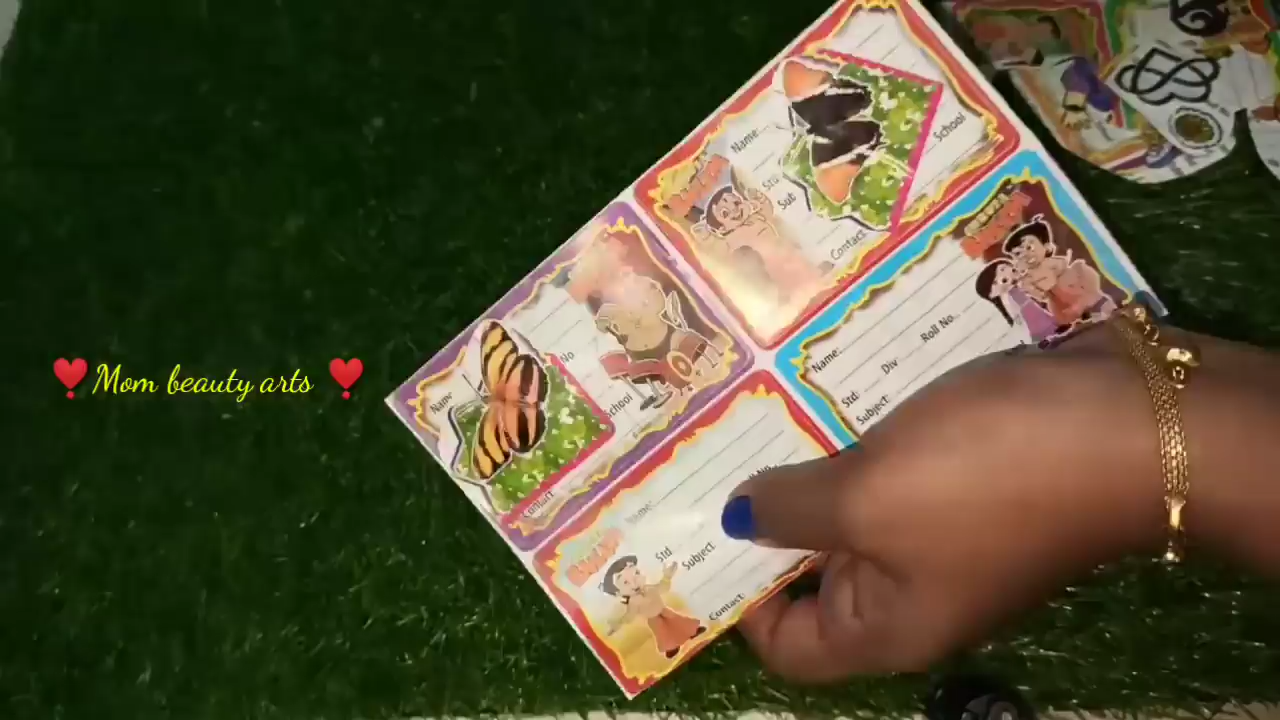 ❣️Mom beauty arts ❣️
Name:
School
Std
Sub
Contact
Name
No
School
Contact
Name:
Roll No.
Std:
Div
Subject:
Name:
Std
Subject
Contact: